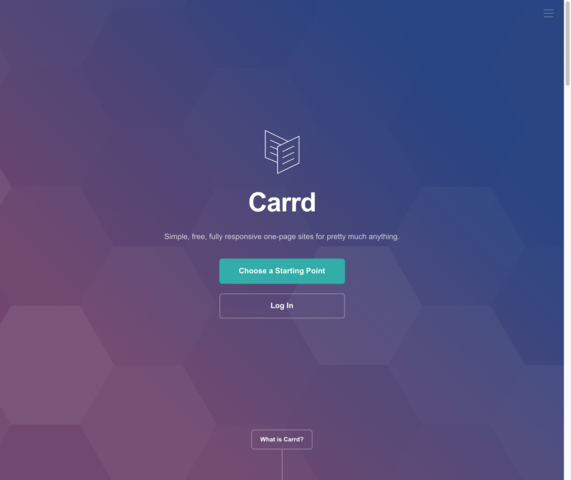 Carrd
Simple, free, fully responsive one-page sites for pretty much anything.
Choose a Starting Point
Log In
What is Carrd?